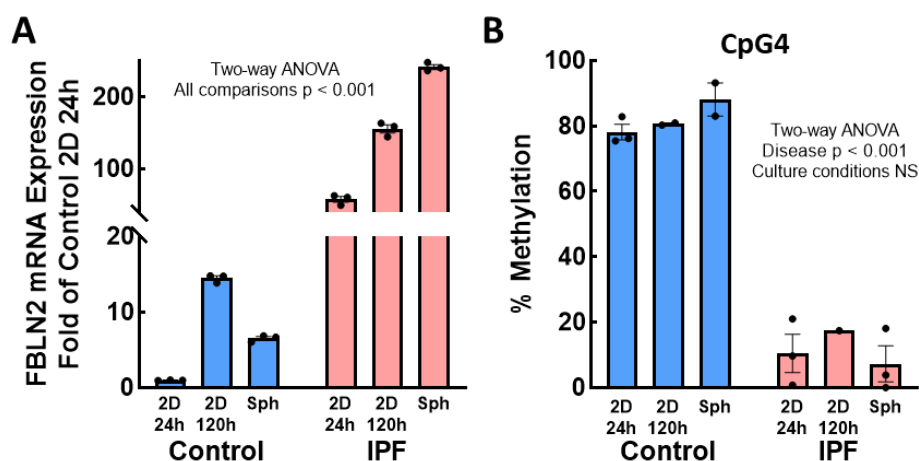 A
FBLN2 mRNA Expression
Fold of Control 2D 24h
200
100
20
10
0
Two-way ANOVA
All comparisons p < 0.001
2D 24h
2D 120h
Sph
2D 24h
2D 120h
Sph
Control
IPF
B
CpG4
% Methylation
100
80
60
40
20
0
Two-way ANOVA
Disease p < 0.001
Culture conditions NS
2D 24h
2D 120h
Sph
2D 24h
2D 120h
Sph
Control
IPF